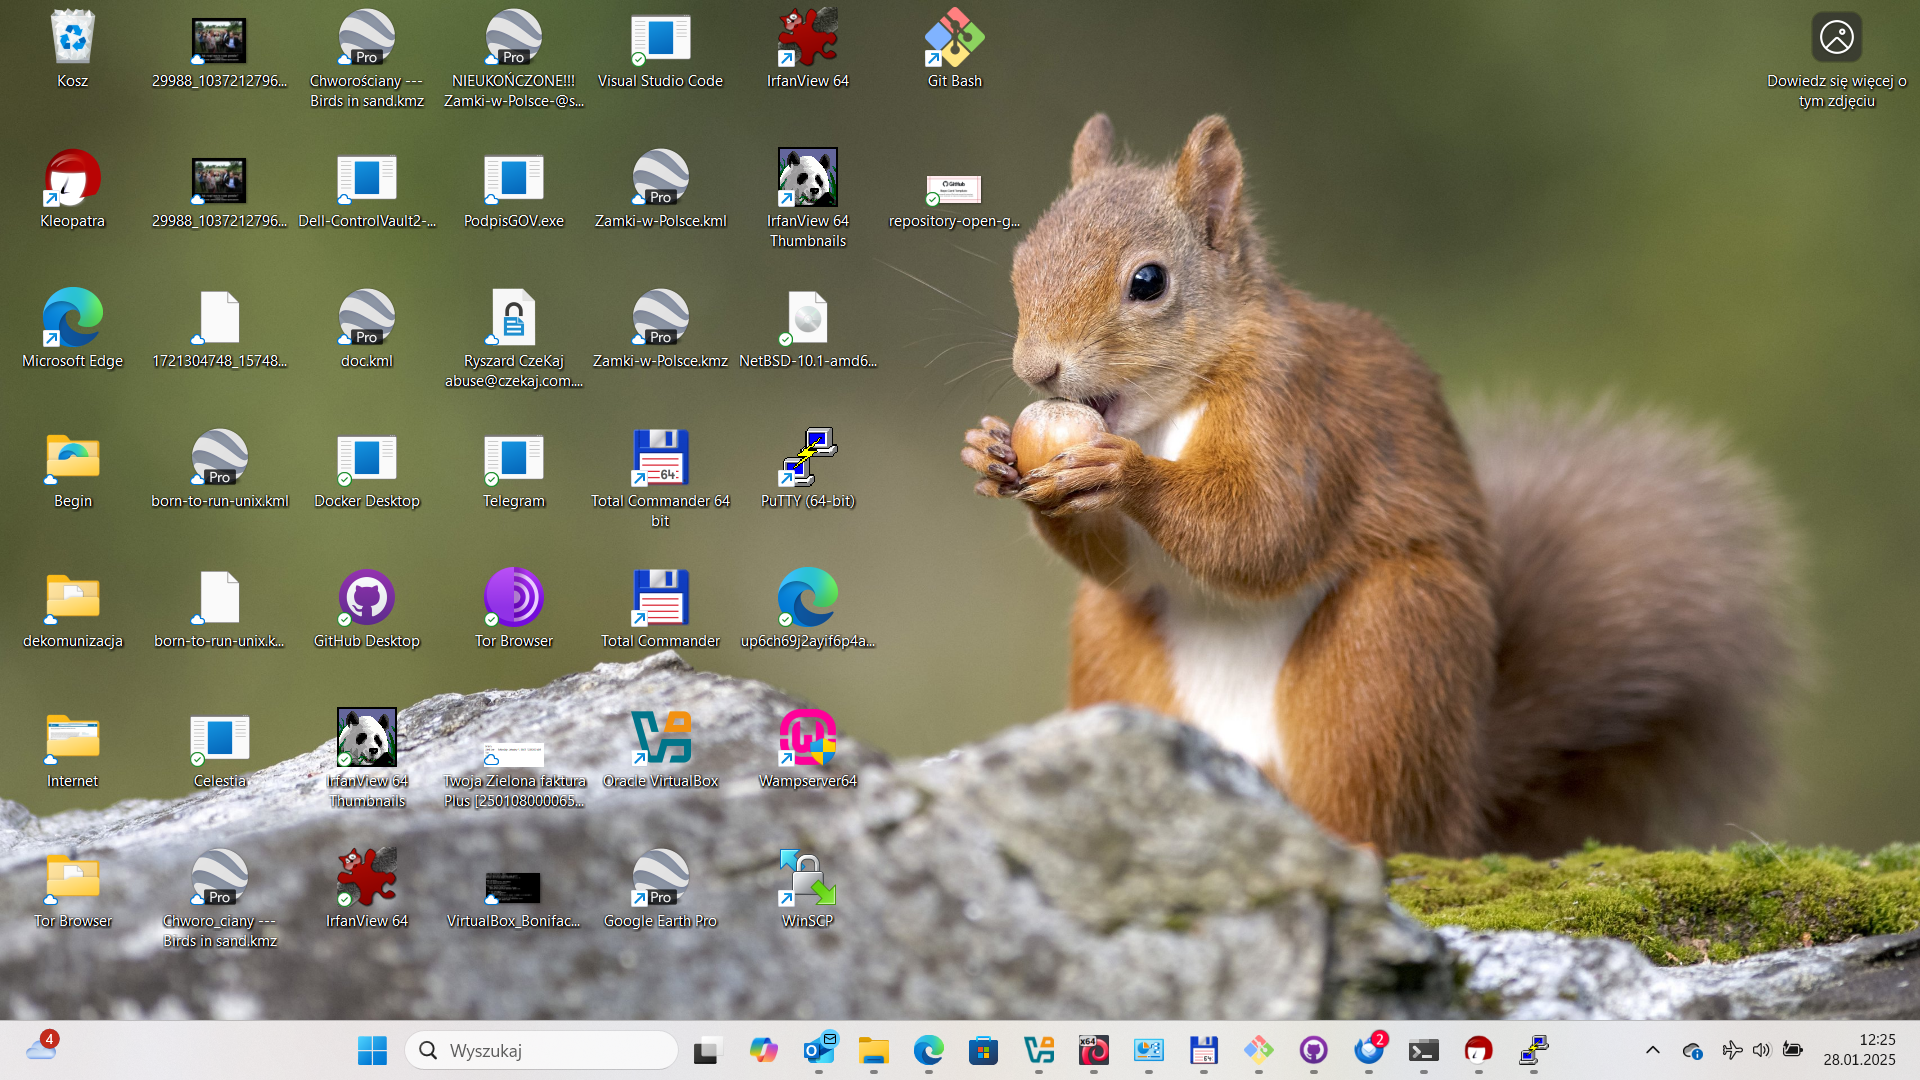 Kosz
29988_1037212796...
Chworościany ---
Birds in sand.kmz
NIEUKOŃCZONE!!!
Zamki-w-Polsce-@s...
Visual Studio Code
IrfanView 64
Git Bash
Dowiedz się więcej o
tym zdjęciu
Pro
Pro
Kleopatra
29988_1037212796...
Dell-ControlVault2-...
PodpisGOV.exe
Pro
Zamki-w-Polsce.kml
IrfanView 64
Thumbnails
GitHub
repository-open-g...
Microsoft Edge
1721304748_15748...
Pro
doc.kml
Ryszard CzeKaj
abuse@czekaj.com....
Pro
Zamki-w-Polsce.kmz
NetBSD-10.1-amd6...
Begin
Pro
born-to-run-unix.kml
Docker Desktop
Telegram
64
Total Commander 64
bit
PuTTY (64-bit)
dekomunizacja
born-to-run-unix.k...
GitHub Desktop
Tor Browser
Total Commander
up6ch69j2ayif6p4a...
Internet
Celestia
IrfanView 64
Thumbnails
Twoja Zielona faktura
Plus [250108000065...
Oracle VirtualBox
Wampserver64
Tor Browser
Pro
Chworo_ciany ---
Birds in sand.kmz
IrfanView 64
VirtualBox_Bonifac...
Pro
Google Earth Pro
WinSCP
4
Wyszukaj
x64
64
2
12:25
28.01.2025